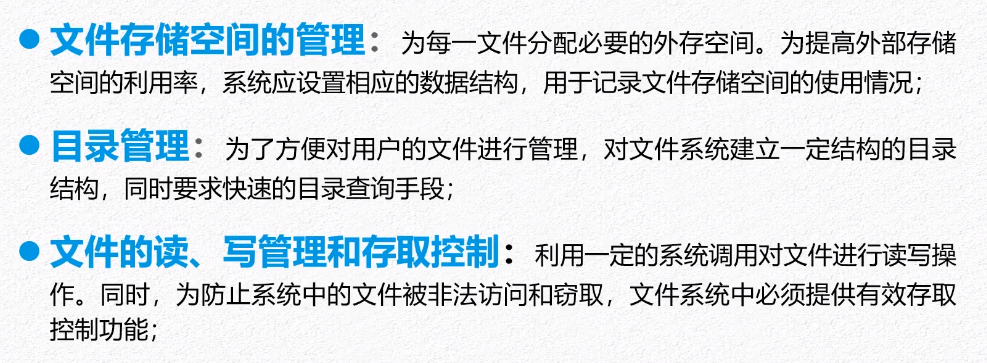 ● 文件存储空间的管理：为每一文件分配必要的外存空间。为提高外部存储
空间的利用率，系统应设置相应的数据结构，用于记录文件存储空间的使用情况；
● 目录管理：为了方便对用户的文件进行管理，对文件系统建立一定结构的目录
结构，同时要求快速的目录查询手段；
● 文件的读、写管理和存取控制：利用一定的系统调用对文件进行读写操
作。同时，为防止系统中的文件被非法访问和窃取，文件系统中必须提供有效存取
控制功能；